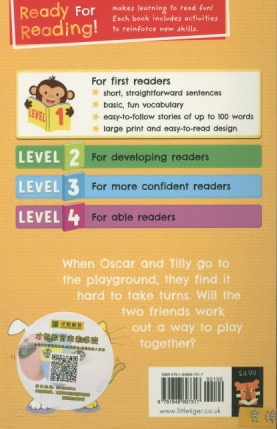 Ready For
Reading!
makes learning to read fun!
Each book includes activities
to reinforce new skills.
LEVEL 1
For first readers
short, straightforward sentences
basic, fun vocabulary
easy-to-follow stories of up to 100 words
large print and easy-to-read design
LEVEL 2 For developing readers
LEVEL 3 For more confident readers
LEVEL 4 For able readers
When Oscar and Tilly go to
the playground, they find it
hard to take turns. Will the
two friends work
out a way to play
together?
90100
£4.99
www.littletiger.co.uk